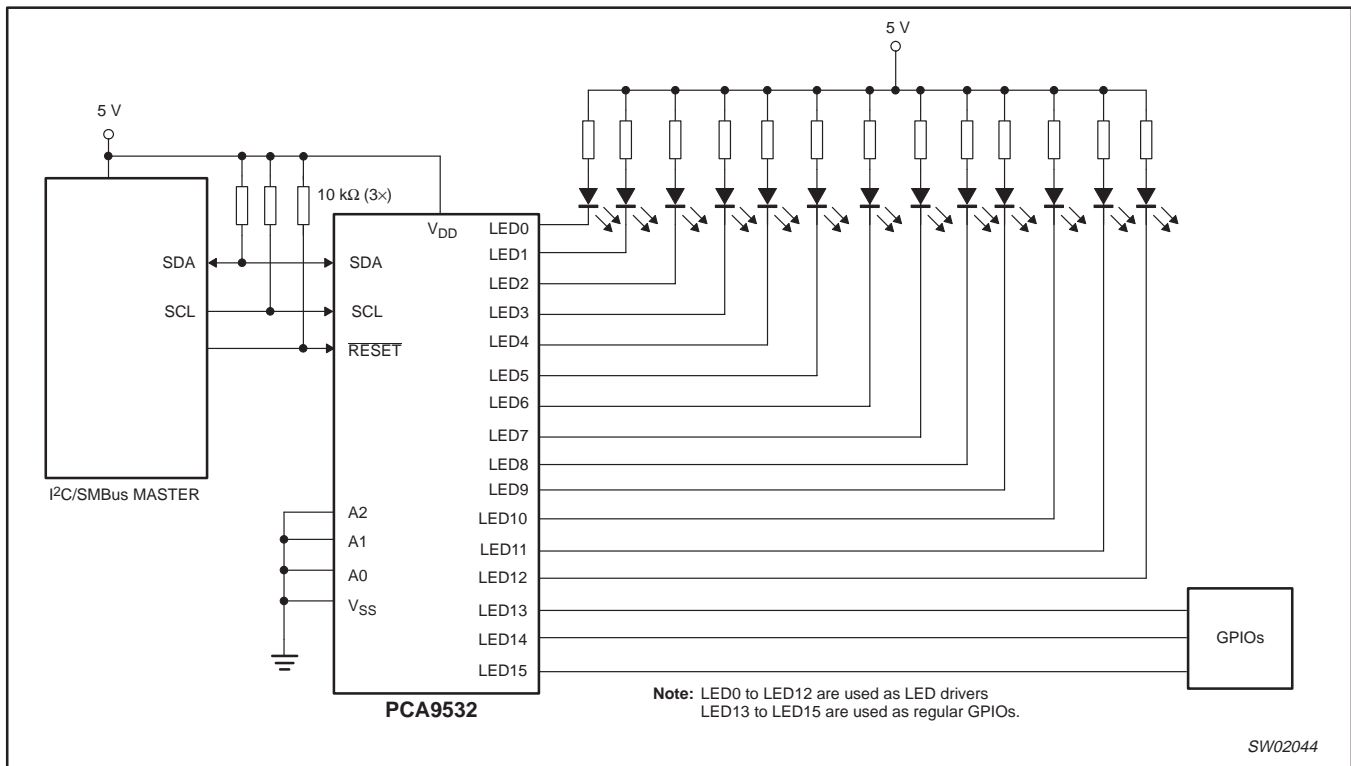 5 V
5 V
10 kΩ (3×)
VDD
LED0
LED1
SDA
SDA
LED2
SCL
SCL
LED3
RESET
LED4
LED5
LED6
LED7
LED8
LED9
I2C/SMBus MASTER
A2
LED10
A1
LED11
A0
LED12
VSS
LED13
LED14
GPIOs
LED15
PCA9532
Note: LED0 to LED12 are used as LED drivers
LED13 to LED15 are used as regular GPIOs.
SW02044